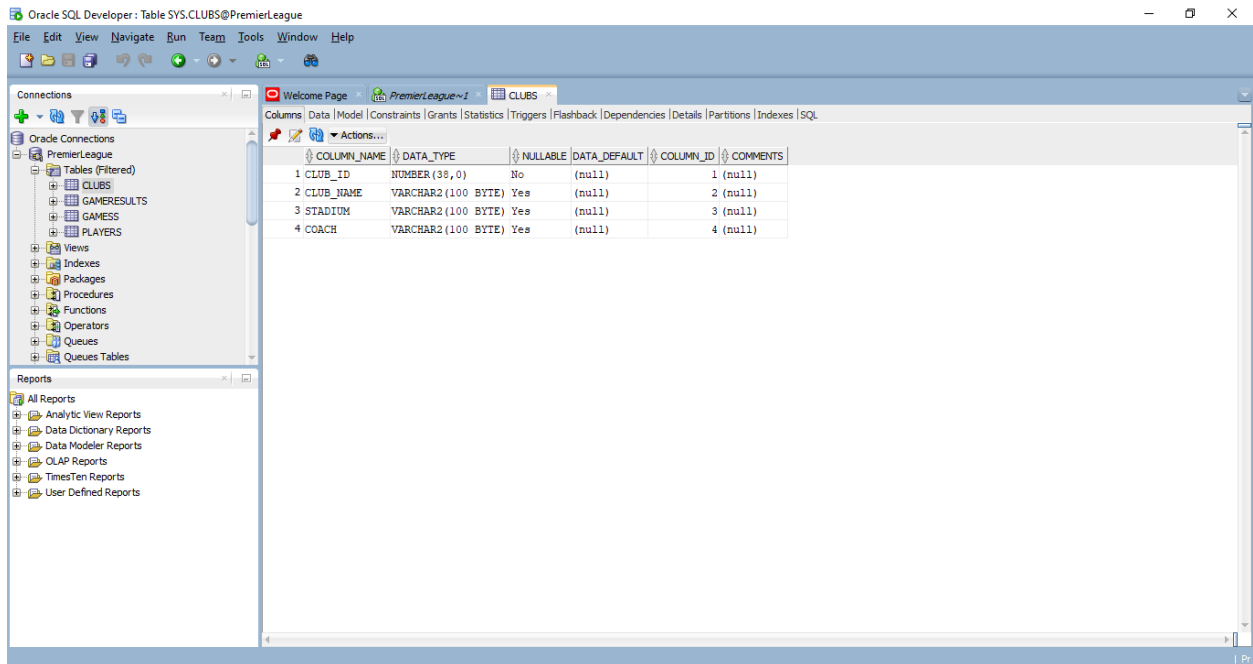 Oracle SQL Developer : Table SYS.CLUBS@PremierLeague
File Edit View Navigate Run Team Tools Window Help
Connections
Oracle Connections
PremierLeague
Tables (Filtered)
CLUBS
GAMERESULTS
GAMESS
PLAYERS
Views
Indexes
Packages
Procedures
Functions
Operators
Queues
Queues Tables
Reports
All Reports
Analytic View Reports
Data Dictionary Reports
Data Modeler Reports
OLAP Reports
TimesTen Reports
User Defined Reports
Welcome Page PremierLeague~1 CLUBS
Columns Data Model Constraints Grants Statistics Triggers Flashback Dependencies Details Partitions Indexes SQL
Actions...
COLUMN_NAME DATA_TYPE NULLABLE DATA_DEFAULT COLUMN_ID COMMENTS
1 CLUB_ID NUMBER(38,0) No (null) 1 (null)
2 CLUB_NAME VARCHAR2(100 BYTE) Yes (null) 2 (null)
3 STADIUM VARCHAR2(100 BYTE) Yes (null) 3 (null)
4 COACH VARCHAR2(100 BYTE) Yes (null) 4 (null)